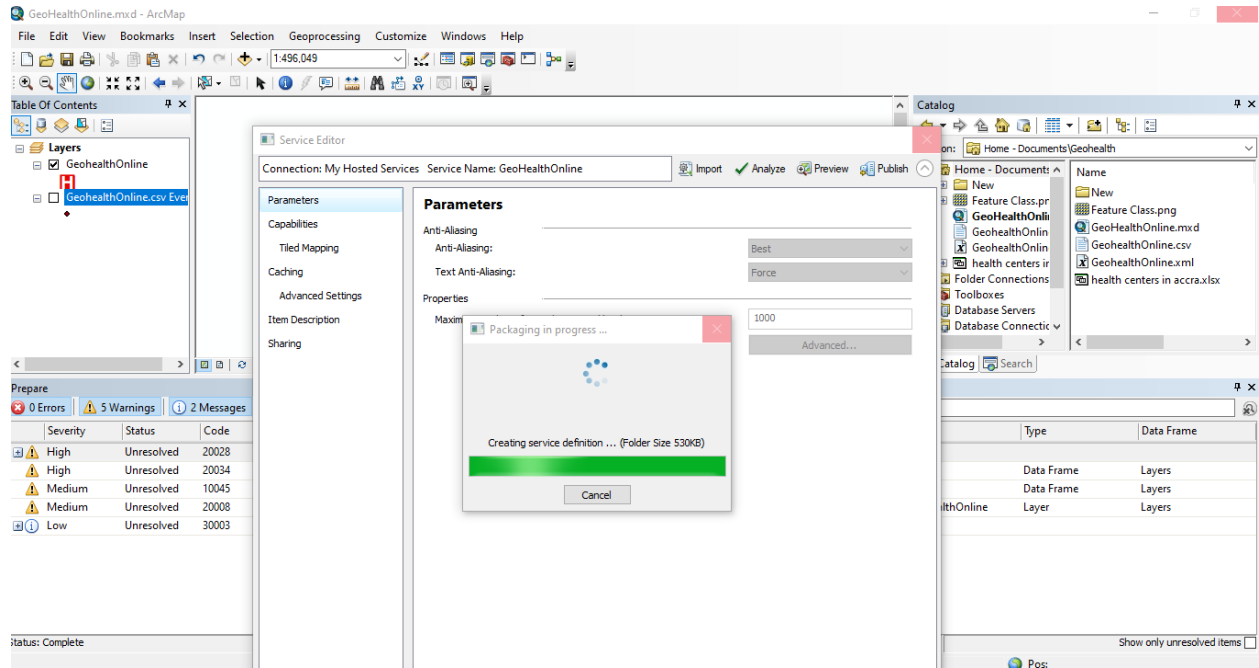 GeoHealthOnline.mxd - ArcMap
File Edit View Bookmarks Insert Selection Geoprocessing Customize Windows Help
1:496,049
Table Of Contents
Layers
GeohealthOnline
H
GeohealthOnline.csv Ever
Service Editor
Connection: My Hosted Services Service Name: GeoHealthOnline
Import Analyze Preview Publish
Parameters
Capabilities
Tiled Mapping
Caching
Advanced Settings
Item Description
Sharing
Parameters
Anti-Aliasing
Anti-Aliasing: Best
Text Anti-Aliasing: Force
Properties
Maxim
1000
Advanced...
Packaging in progress ...
Creating service definition ... (Folder Size 530KB)
Cancel
Catalog
on: Home - Documents\Geohealth
Home - Documents
New
Feature Class.pr
GeoHealthOnlin
GeohealthOnlin
GeohealthOnlin
health centers ir
Folder Connections
Toolboxes
Database Servers
Database Connectic
Name
New
Feature Class.png
GeoHealthOnline.mxd
GeohealthOnline.csv
GeohealthOnline.xml
health centers in accra.xlsx
Catalog Search
Prepare
0 Errors 5 Warnings 2 Messages
Severity Status Code Type Data Frame
High Unresolved 20028
High Unresolved 20034 Data Frame Layers
Medium Unresolved 10045 Data Frame Layers
Medium Unresolved 20008 lthOnline Layer Layers
Low Unresolved 30003
Status: Complete
Show only unresolved items
Pos: